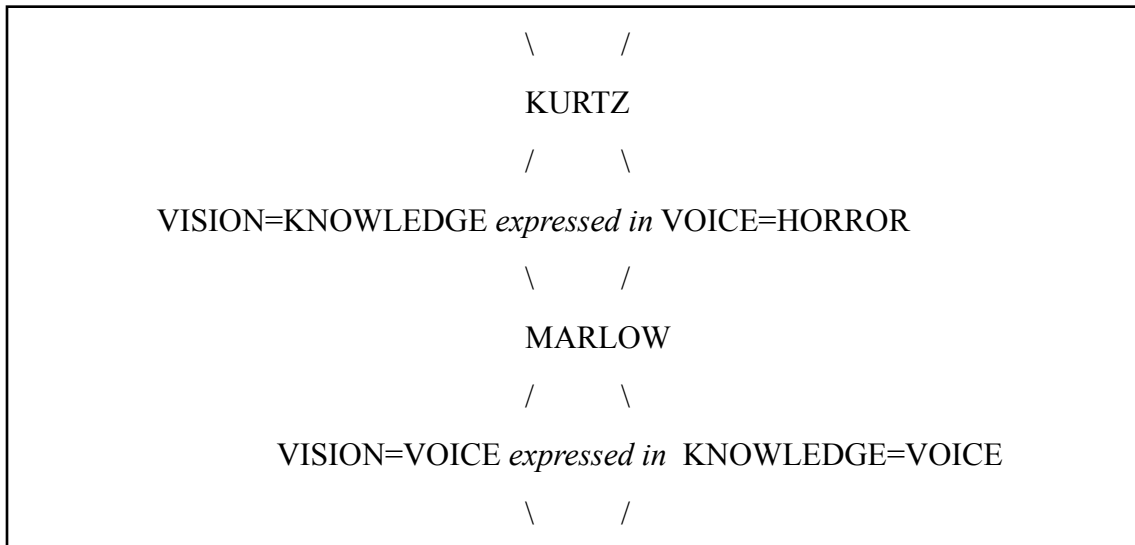 \ /
KURTZ
/ \
VISION=KNOWLEDGE expressed in VOICE=HORROR
\ /
MARLOW
/ \
VISION=VOICE expressed in KNOWLEDGE=VOICE
\ /